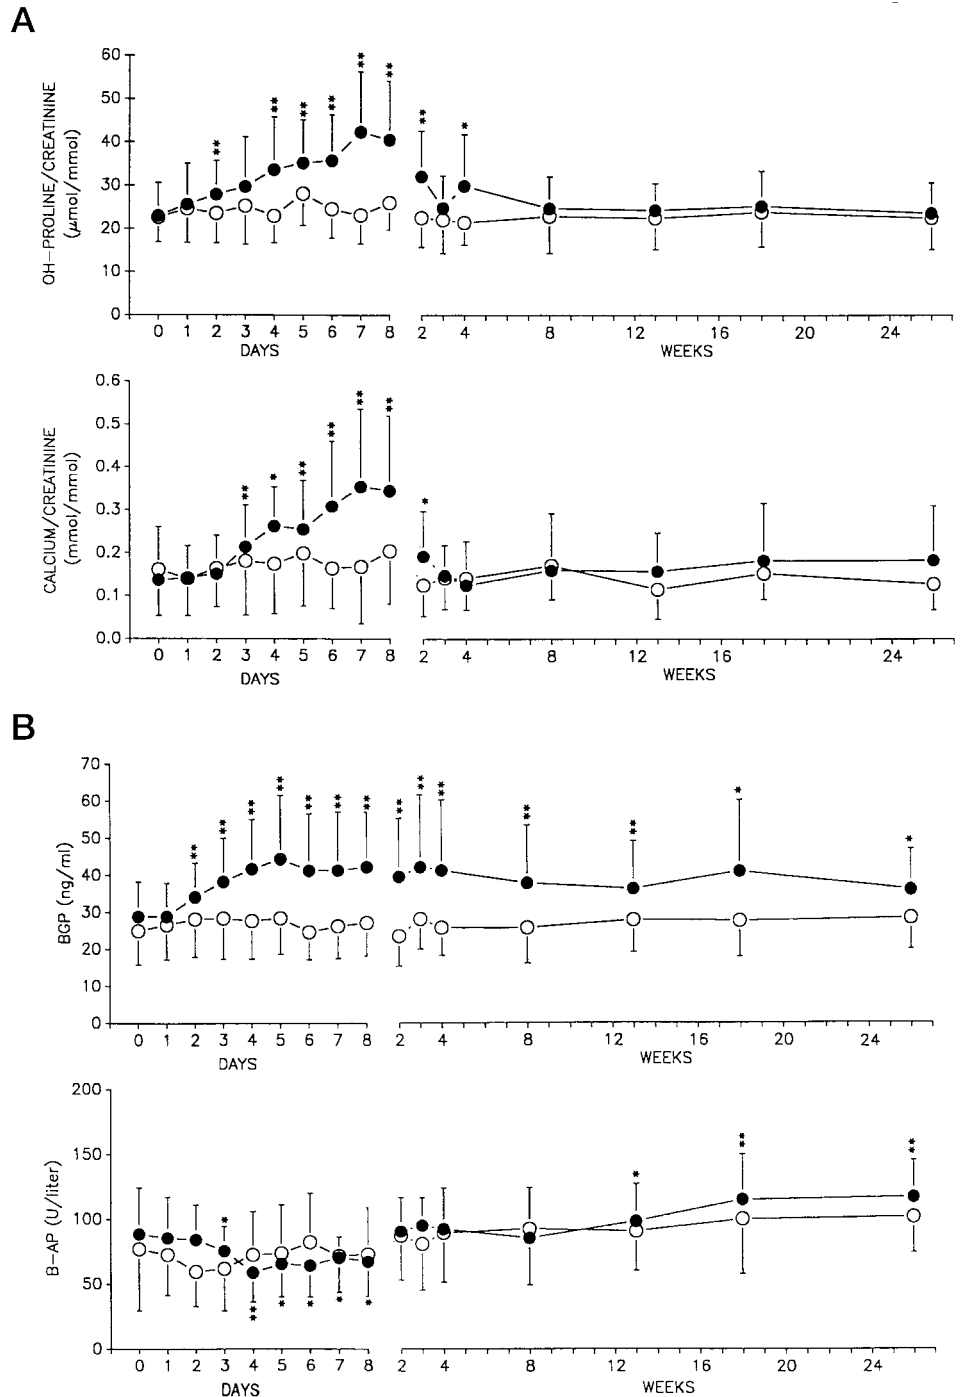 A
OH-PROLINE/CREATININE
(μmol/mmol)
60
50
40
30
20
10
0
** ** ** ** ** ** ** *
0 1 2 3 4 5 6 7 8 2 4 8 12 16 20 24
DAYS WEEKS
CALCIUM/CREATININE
(mmol/mmol)
0.6
0.5
0.4
0.3
0.2
0.1
0.0
** * ** ** ** ** *
0 1 2 3 4 5 6 7 8 2 4 8 12 16 24
DAYS WEEKS
B
BGP (ng/ml)
70
60
50
40
30
20
10
0
** ** ** ** ** ** ** ** ** ** ** ** * *
0 1 2 3 4 5 6 7 8 2 4 8 12 16 20 24
DAYS WEEKS
B-AP (U/liter)
200
150
100
50
0
* ** * * * * * ** **
0 1 2 3 4 5 6 7 8 2 4 8 12 16 20 24
DAYS WEEKS